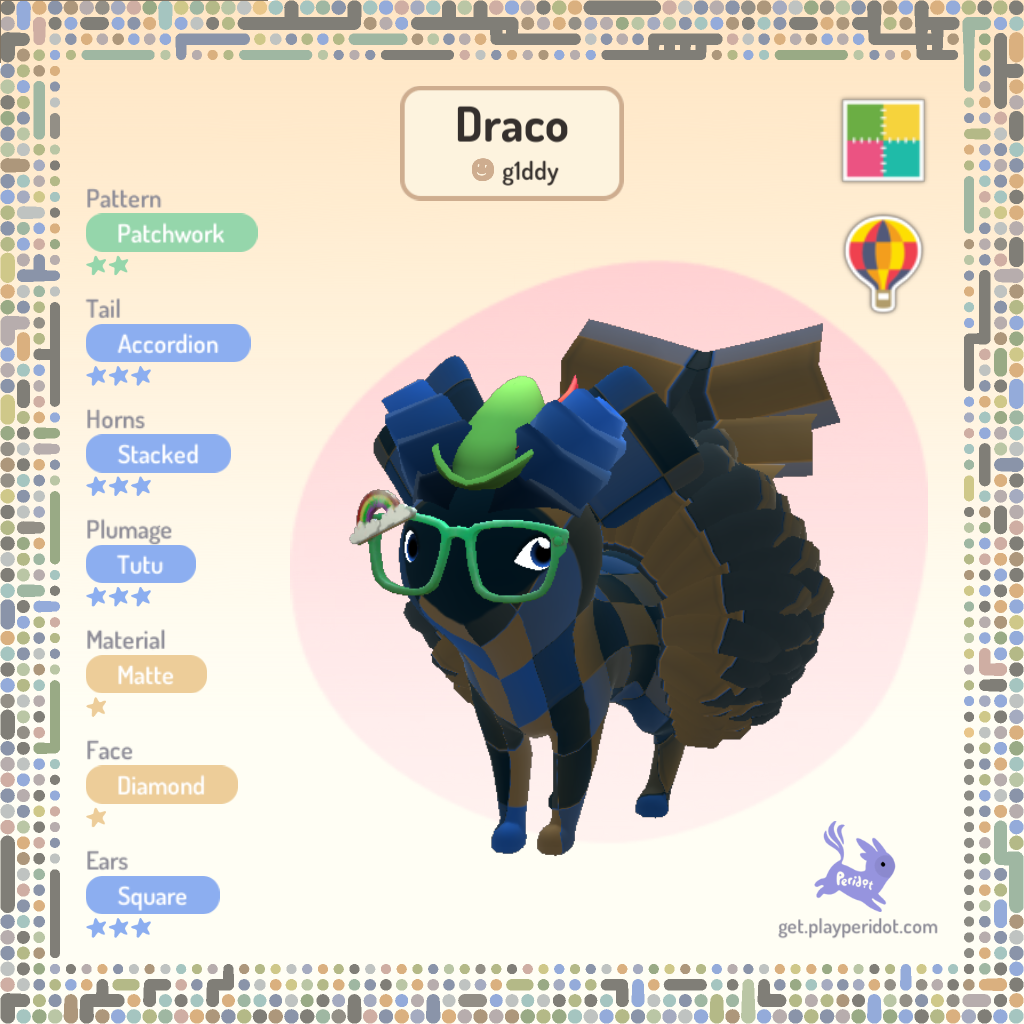 Draco
g1ddy
Pattern
Patchwork
Tail
Accordion
Horns
Stacked
Plumage
Tutu
Material
Matte
Face
Diamond
Ears
Square
Peridot
get.playperidot.com